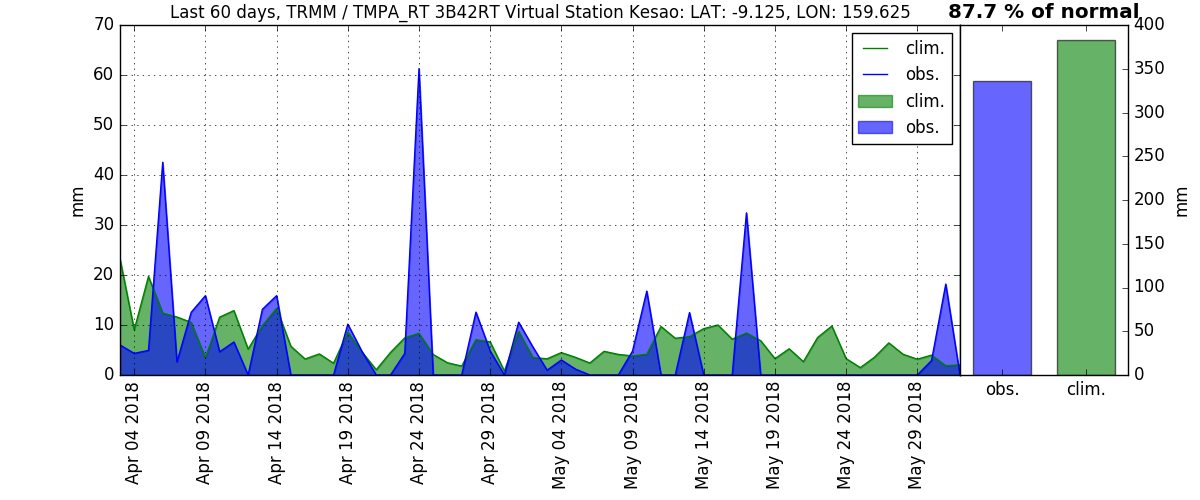 Last 60 days, TRMM / TMPA_RT 3B42RT Virtual Station Kesao: LAT: -9.125, LON: 159.625
87.7 % of normal
70
60
50
40
30
20
10
0
mm
clim.
obs.
clim.
obs.
400
350
300
250
200
150
100
50
0
mm
Apr 04 2018
Apr 09 2018
Apr 14 2018
Apr 19 2018
Apr 24 2018
Apr 29 2018
May 04 2018
May 09 2018
May 14 2018
May 19 2018
May 24 2018
May 29 2018
obs.
clim.